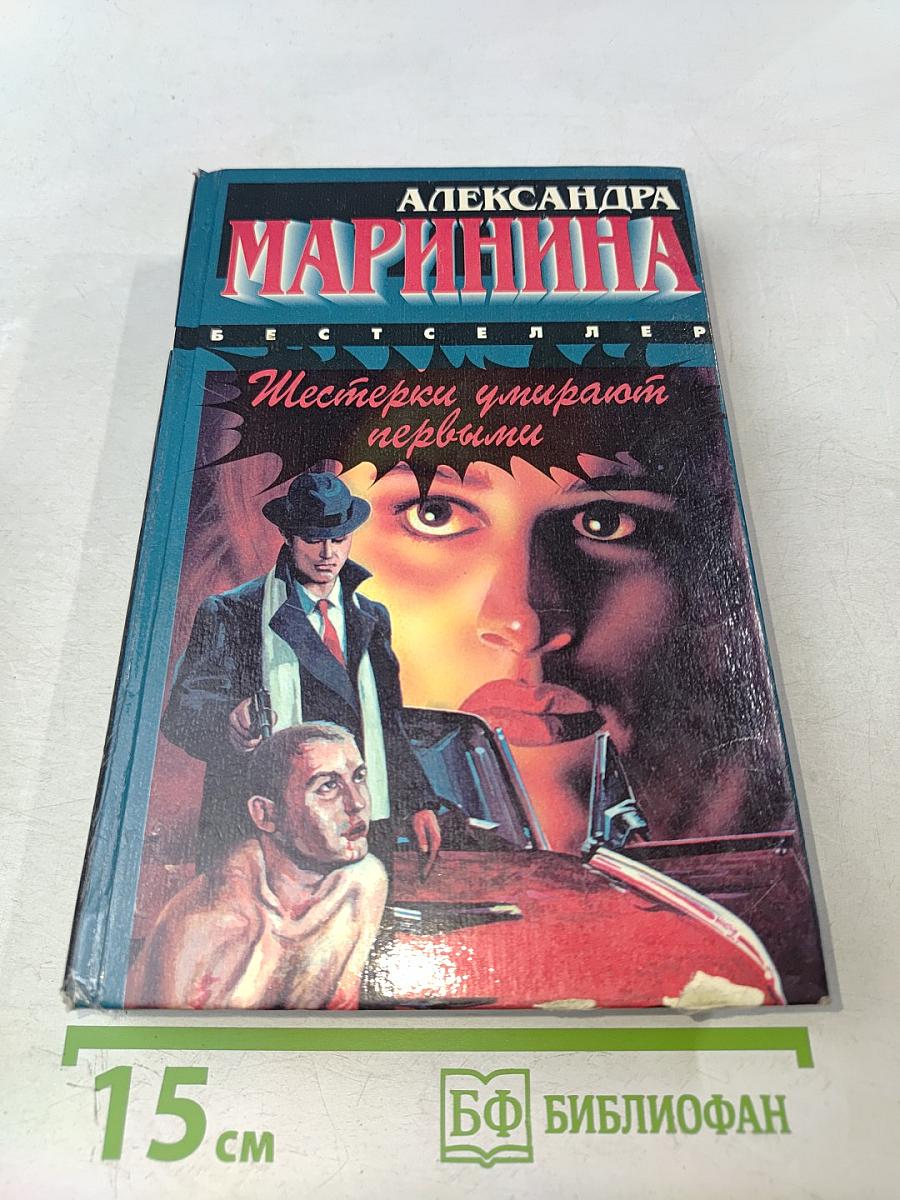 АЛЕКСАНДРА
МАРИНИНА
БЕСТСЕЛЛЕР
Шестерки умирают
первыми
15 см
БФ БИБЛИОФАН